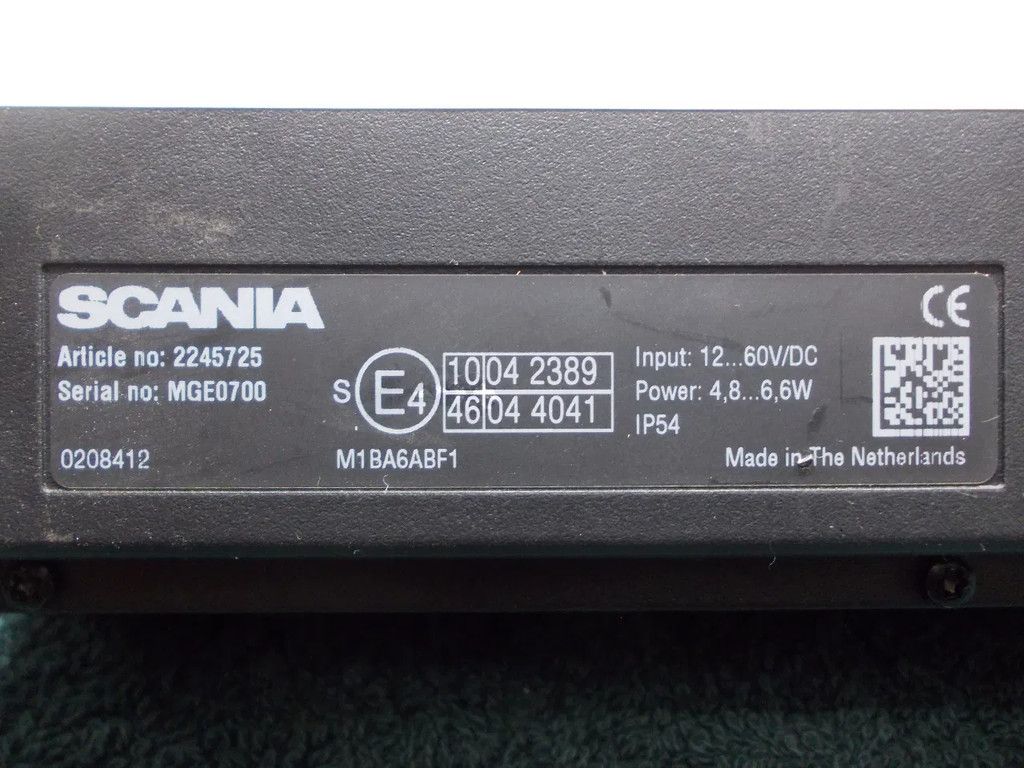 SCANIA
Article no: 2245725
Serial no: MGE0700
0208412
S E4
10 04 2389
46 04 4041
M1BA6ABF1
CE
Input: 12...60V/DC
Power: 4,8...6,6W
IP54
Made in The Netherlands